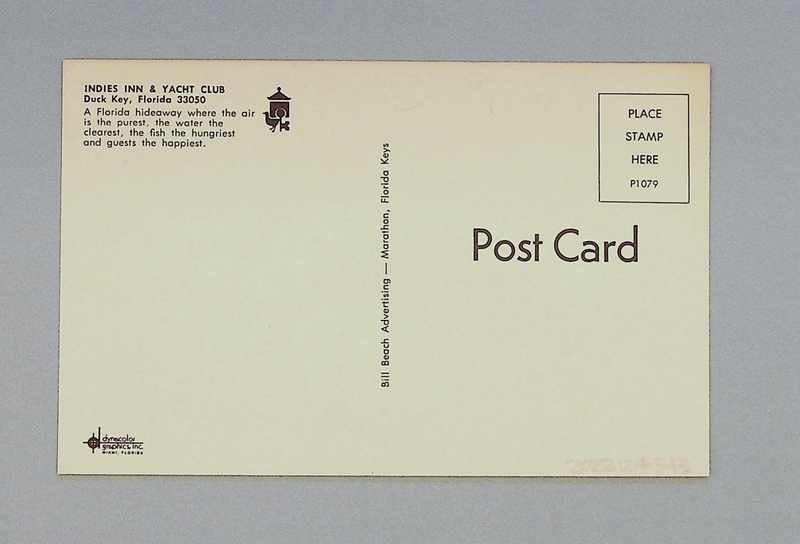 INDIES INN & YACHT CLUB
Duck Key, Florida 33050
A Florida hideaway where the air
is the purest, the water the
clearest, the fish the hungriest
and guests the happiest.
Bill Beach Advertising — Marathon, Florida Keys
PLACE
STAMP
HERE
P1079
Post Card
dynacolor
graphics, inc.
MIAMI, FLORIDA